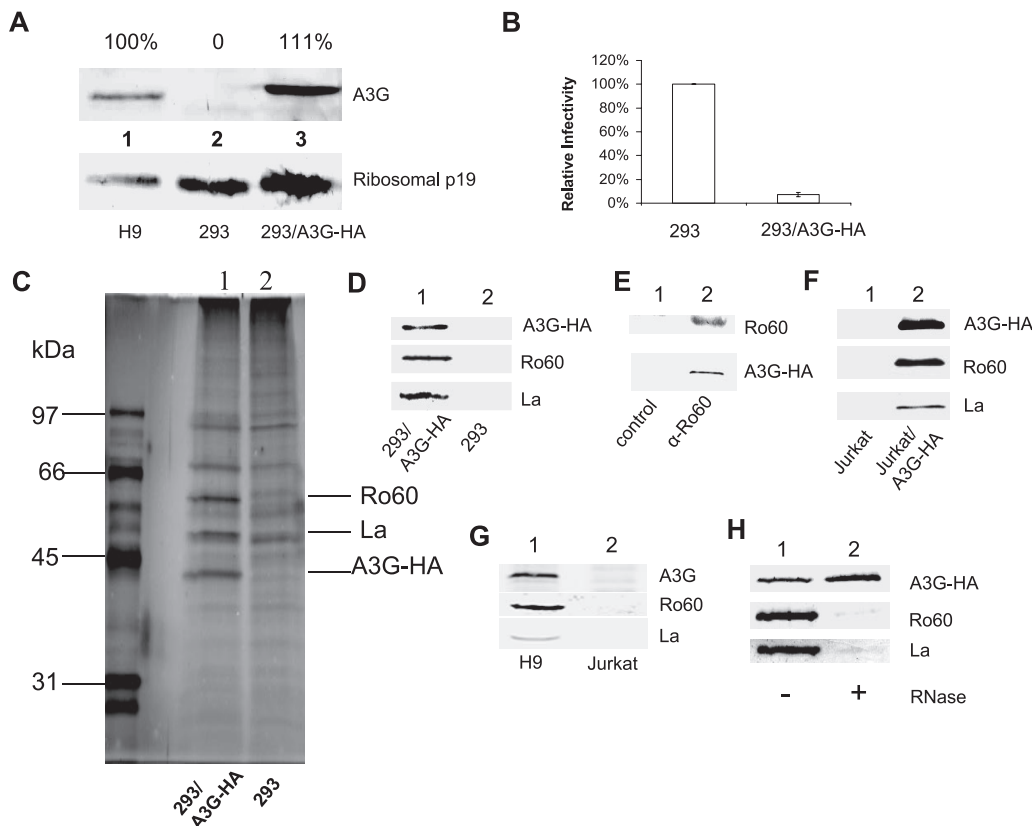 A
100% 0 111%
A3G
1 2 3
Ribosomal p19
H9 293 293/A3G-HA
B
120%
100%
80%
60%
40%
20%
0%
Relative Infectivity
293 293/A3G-HA
C
1 2
kDa
97
66
45
31
Ro60
La
A3G-HA
293/
A3G-HA
293
D
1 2
A3G-HA
Ro60
La
293/
A3G-HA
293
E
1 2
Ro60
A3G-HA
control
α-Ro60
F
1 2
A3G-HA
Ro60
La
Jurkat
Jurkat/
A3G-HA
G
1 2
A3G
Ro60
La
H9 Jurkat
H
1 2
A3G-HA
Ro60
La
- + RNase